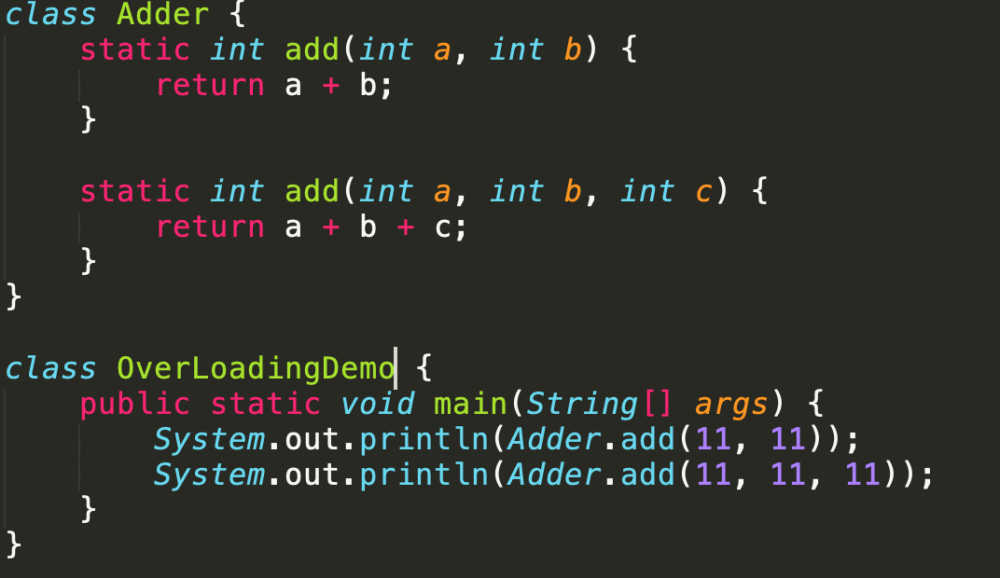 class Adder {
    static int add(int a, int b) {
        return a + b;
    }

    static int add(int a, int b, int c) {
        return a + b + c;
    }
}

class OverLoadingDemo {
    public static void main(String[] args) {
        System.out.println(Adder.add(11, 11));
        System.out.println(Adder.add(11, 11, 11));
    }
}